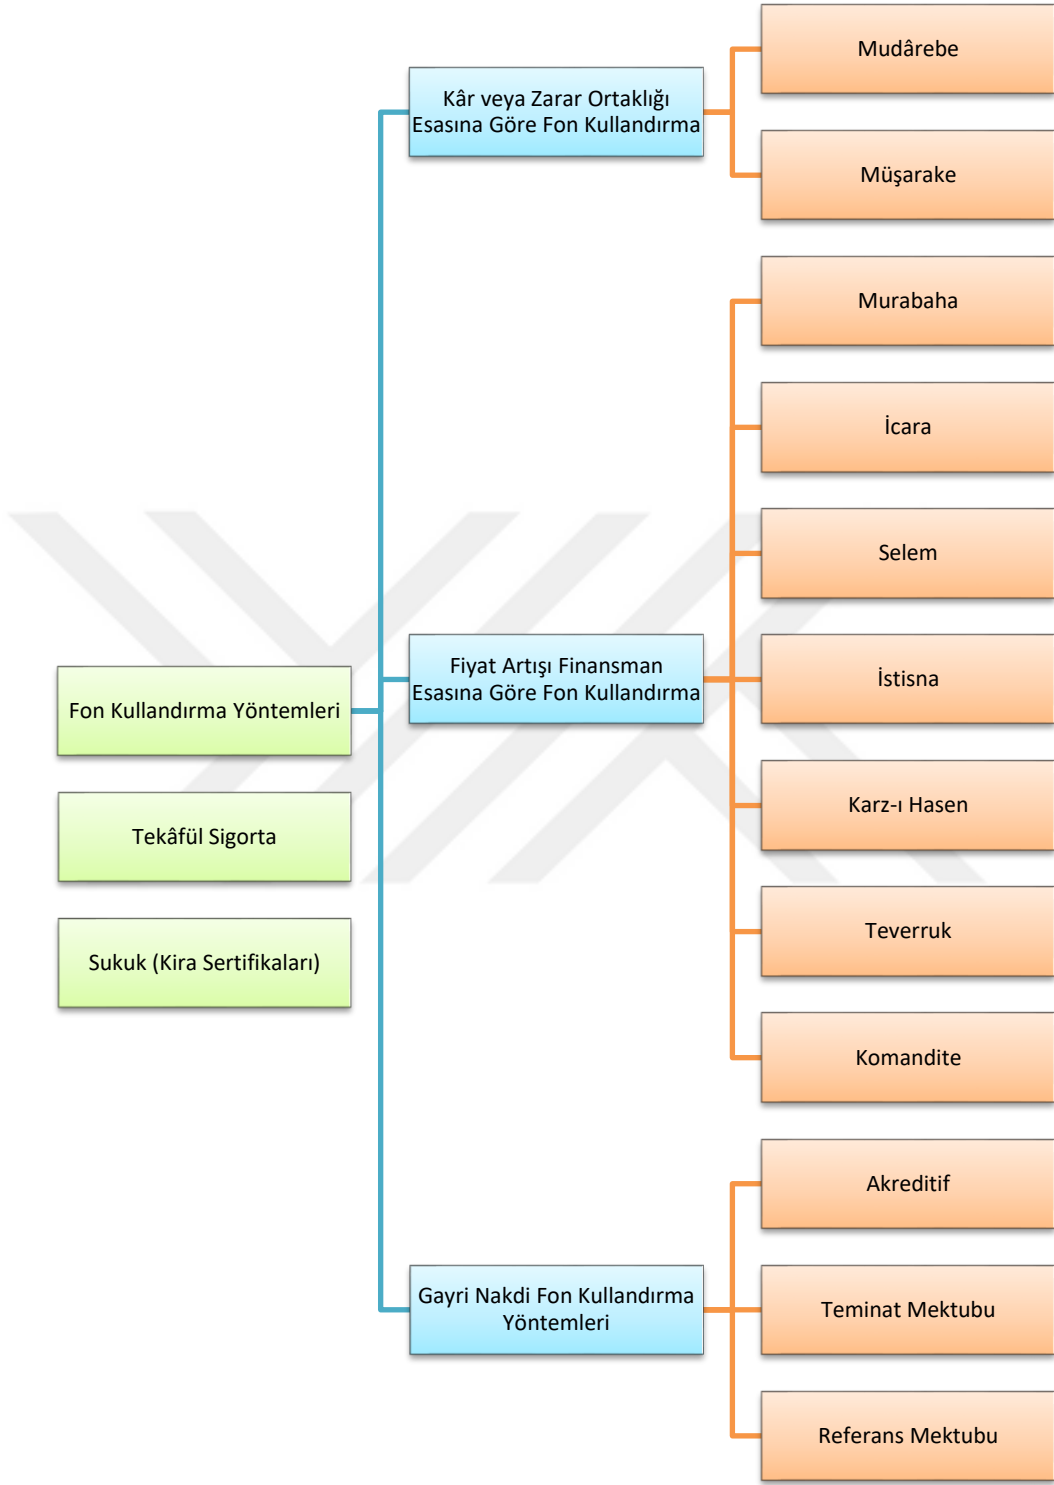 Mudârebe
Kâr veya Zarar Ortaklığı
Esasına Göre Fon Kullandırma
Müşarake
Murabaha
İcara
Selem
Fiyat Artışı Finansman
Esasına Göre Fon Kullandırma
İstisna
Fon Kullandırma Yöntemleri
Karz-ı Hasen
Tekâfül Sigorta
Teverruk
Sukuk (Kira Sertifikaları)
Komandite
Akreditif
Gayri Nakdi Fon Kullandırma
Yöntemleri
Teminat Mektubu
Referans Mektubu